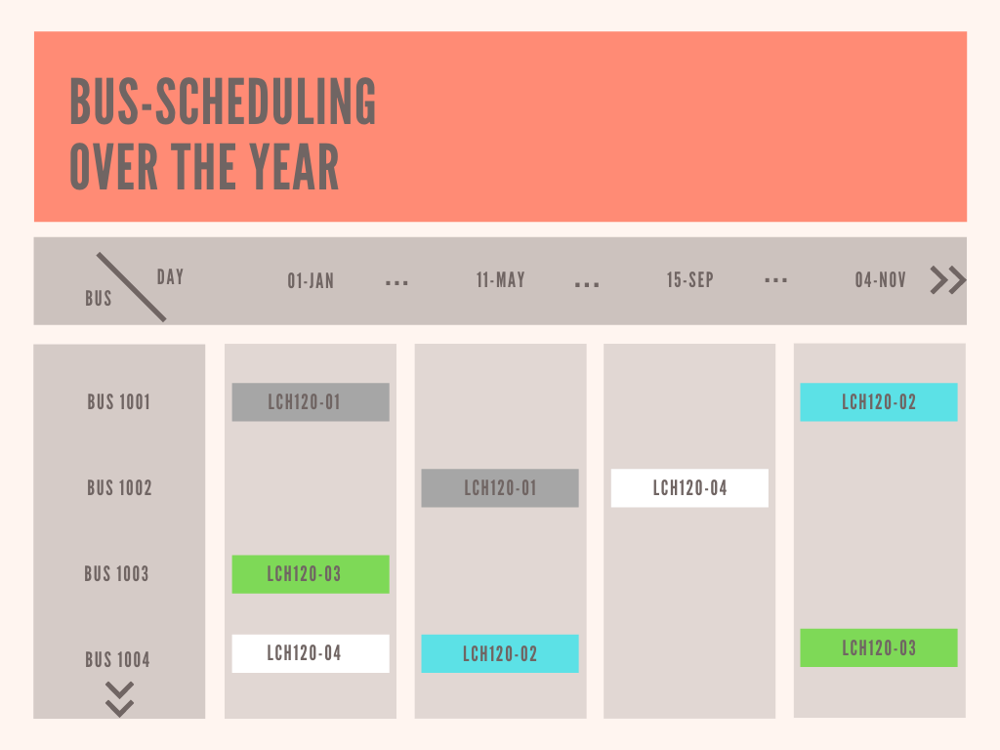 BUS-SCHEDULING
OVER THE YEAR
DAY
BUS
01-JAN ... 11-MAY ... 15-SEP ... 04-NOV
BUS 1001 LCH120-01 LCH120-02
BUS 1002 LCH120-01 LCH120-04
BUS 1003 LCH120-03
BUS 1004 LCH120-04 LCH120-02 LCH120-03